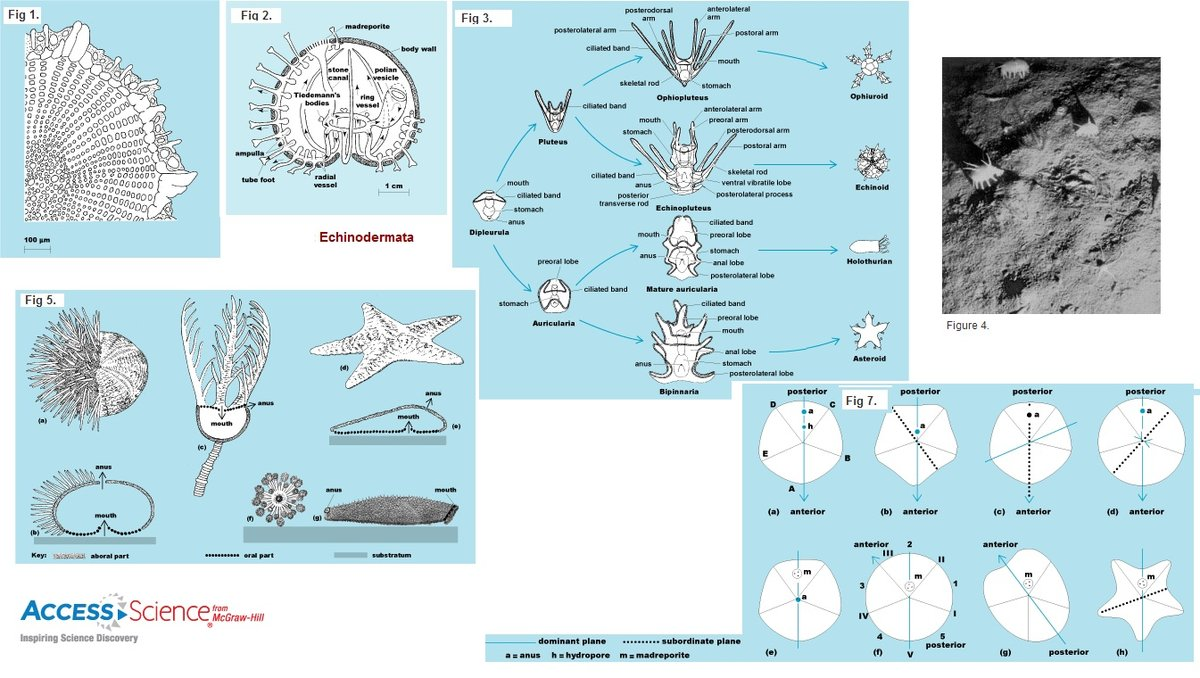 Fig 1.
100 µm
Fig 2.
madreporite
body wall
stone
canal
polian
vesicle
Tiedemann's
bodies
ring
vessel
ampulla
tube foot
radial
vessel
1 cm
Echinodermata
Fig 3.
posterodorsal
arm
anterolateral
arm
posterolateral arm
postoral arm
ciliated band
mouth
skeletal rod
stomach
Ophiopluteus
Ophiuroid
ciliated band
Pluteus
anterolateral arm
mouth
preoral arm
stomach
posterodorsal arm
postoral arm
ciliated band
skeletal rod
anus
ventral vibratile lobe
posterior
transverse rod
posterolateral process
Echinopluteus
Echinoid
mouth
ciliated band
stomach
anus
Dipleurula
ciliated band
mouth
preoral lobe
stomach
anus
anal lobe
posterolateral lobe
Mature auricularia
Holothurian
preoral lobe
ciliated band
stomach
Auricularia
ciliated band
preoral lobe
mouth
anal lobe
anus
stomach
posterolateral lobe
Bipinnaria
Asteroid
Figure 4.
Fig 5.
(a)
anus
mouth
(c)
(d)
anus
mouth
(e)
anus
mouth
(b)
(f)
anus
mouth
(g)
Key:
aboral part
oral part
substratum
ACCESS Science from
McGraw-Hill
®
Inspiring Science Discovery
Fig 7.
posterior
D
C
a
h
E
B
A
(a) anterior
posterior
a
(b) anterior
posterior
a
(c) anterior
posterior
a
(d) anterior
m
a
(e)
anterior
2
III
II
m
3
1
IV
I
4
5
posterior
V
(f)
anterior
m
(g)
posterior
m
(h)
dominant plane
subordinate plane
a = anus h = hydropore m = madreporite